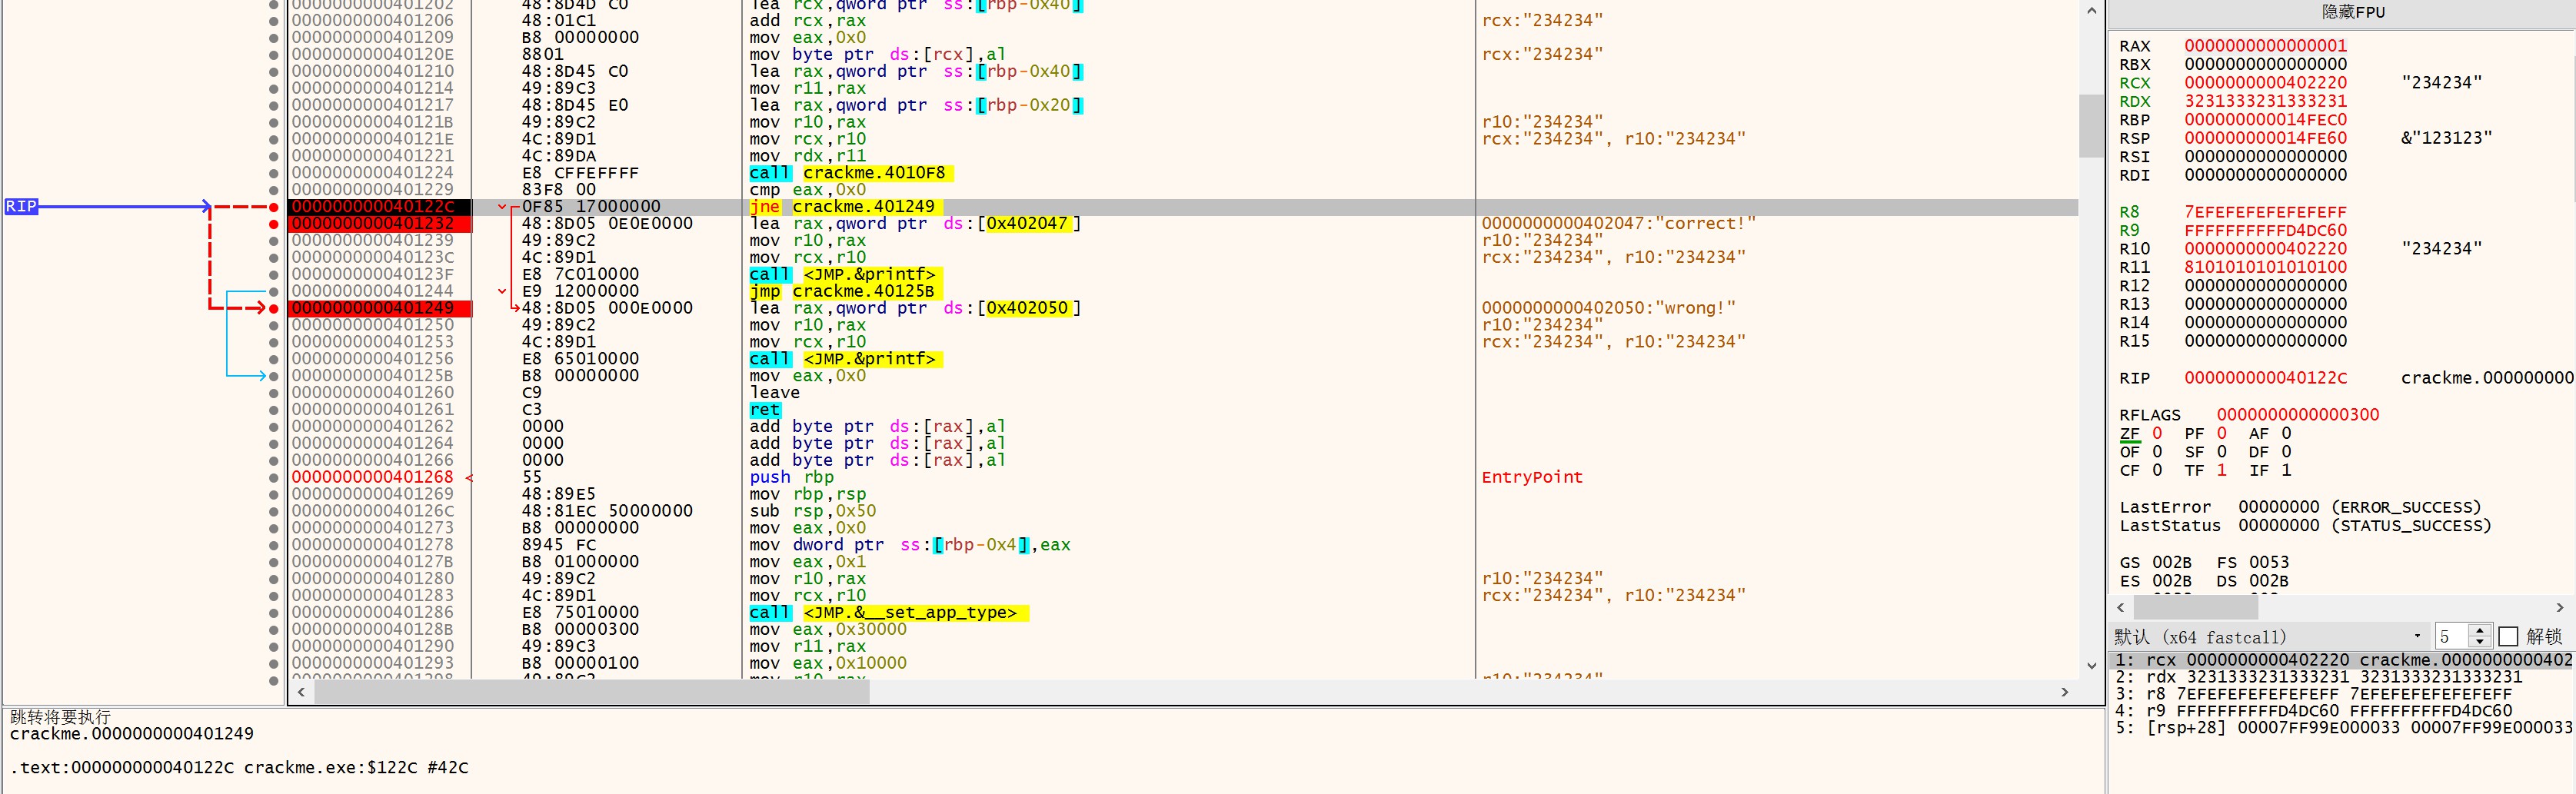 0000000000401202 48:8D4D C0 lea rcx,qword ptr ss:[rbp-0x40]
0000000000401206 48:01C1 add rcx,rax rcx:"234234"
0000000000401209 B8 00000000 mov eax,0x0
000000000040120E 8801 mov byte ptr ds:[rcx],al rcx:"234234"
0000000000401210 48:8D45 C0 lea rax,qword ptr ss:[rbp-0x40]
0000000000401214 49:89C3 mov r11,rax
0000000000401217 48:8D45 E0 lea rax,qword ptr ss:[rbp-0x20]
000000000040121B 49:89C2 mov r10,rax r10:"234234"
000000000040121E 4C:89D1 mov rcx,r10 rcx:"234234", r10:"234234"
0000000000401221 4C:89DA mov rdx,r11
0000000000401224 E8 CFFEFFFF call crackme.4010F8
0000000000401229 83F8 00 cmp eax,0x0
RIP 000000000040122C 0F85 17000000 jne crackme.401249
0000000000401232 48:8D05 0E0E0000 lea rax,qword ptr ds:[0x402047] 0000000000402047:"correct!"
0000000000401239 49:89C2 mov r10,rax r10:"234234"
000000000040123C 4C:89D1 mov rcx,r10 rcx:"234234", r10:"234234"
000000000040123F E8 7C010000 call <JMP.&printf>
0000000000401244 E9 12000000 jmp crackme.40125B
0000000000401249 48:8D05 000E0000 lea rax,qword ptr ds:[0x402050] 0000000000402050:"wrong!"
0000000000401250 49:89C2 mov r10,rax r10:"234234"
0000000000401253 4C:89D1 mov rcx,r10 rcx:"234234", r10:"234234"
0000000000401256 E8 65010000 call <JMP.&printf>
000000000040125B B8 00000000 mov eax,0x0
0000000000401260 C9 leave
0000000000401261 C3 ret
0000000000401262 0000 add byte ptr ds:[rax],al
0000000000401264 0000 add byte ptr ds:[rax],al
0000000000401266 0000 add byte ptr ds:[rax],al
0000000000401268 < 55 push rbp EntryPoint
0000000000401269 48:89E5 mov rbp,rsp
000000000040126C 48:81EC 50000000 sub rsp,0x50
0000000000401273 B8 00000000 mov eax,0x0
0000000000401278 8945 FC mov dword ptr ss:[rbp-0x4],eax
000000000040127B B8 01000000 mov eax,0x1
0000000000401280 49:89C2 mov r10,rax r10:"234234"
0000000000401283 4C:89D1 mov rcx,r10 rcx:"234234", r10:"234234"
0000000000401286 E8 75010000 call <JMP.&__set_app_type>
000000000040128B B8 00000300 mov eax,0x30000
0000000000401290 49:89C3 mov r11,rax
0000000000401293 B8 00000100 mov eax,0x10000
0000000000401298 49:89C2 mov r10,rax r10:"234234"
跳转将要执行
crackme.0000000000401249
.text:000000000040122C crackme.exe:$122C #42C
隐藏FPU
RAX 0000000000000001
RBX 0000000000000000
RCX 0000000000402220 "234234"
RDX 3231333231333231
RBP 000000000014FEC0
RSP 000000000014FE60 &"123123"
RSI 0000000000000000
RDI 0000000000000000
R8 7EFEFEFEFEFEFEFF
R9 FFFFFFFFFFD4DC60
R10 0000000000402220 "234234"
R11 8101010101010100
R12 0000000000000000
R13 0000000000000000
R14 0000000000000000
R15 0000000000000000
RIP 000000000040122C crackme.000000000
RFLAGS 0000000000000300
ZF 0 PF 0 AF 0
OF 0 SF 0 DF 0
CF 0 TF 1 IF 1
LastError 00000000 (ERROR_SUCCESS)
LastStatus 00000000 (STATUS_SUCCESS)
GS 002B FS 0053
ES 002B DS 002B
默认 (x64 fastcall) 5 解锁
1: rcx 0000000000402220 crackme.0000000000402
2: rdx 3231333231333231 3231333231333231
3: r8 7EFEFEFEFEFEFEFF 7EFEFEFEFEFEFEFF
4: r9 FFFFFFFFFFD4DC60 FFFFFFFFFFD4DC60
5: [rsp+28] 00007FF99E000033 00007FF99E000033